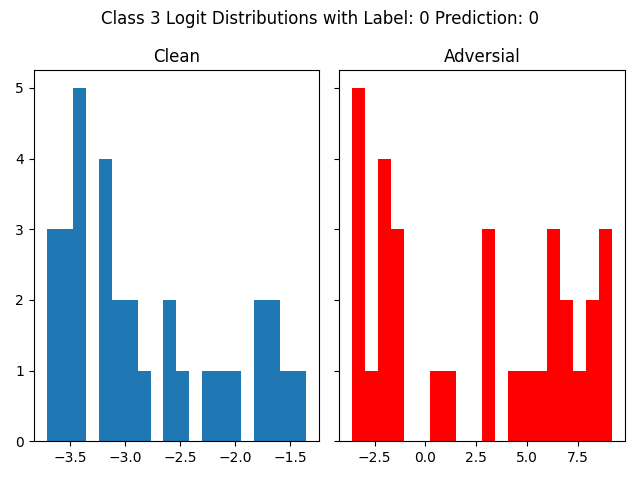 Class 3 Logit Distributions with Label: 0 Prediction: 0
Clean
Adversial
5
4
3
2
1
0
−3.5 −3.0 −2.5 −2.0 −1.5
−2.5 0.0 2.5 5.0 7.5